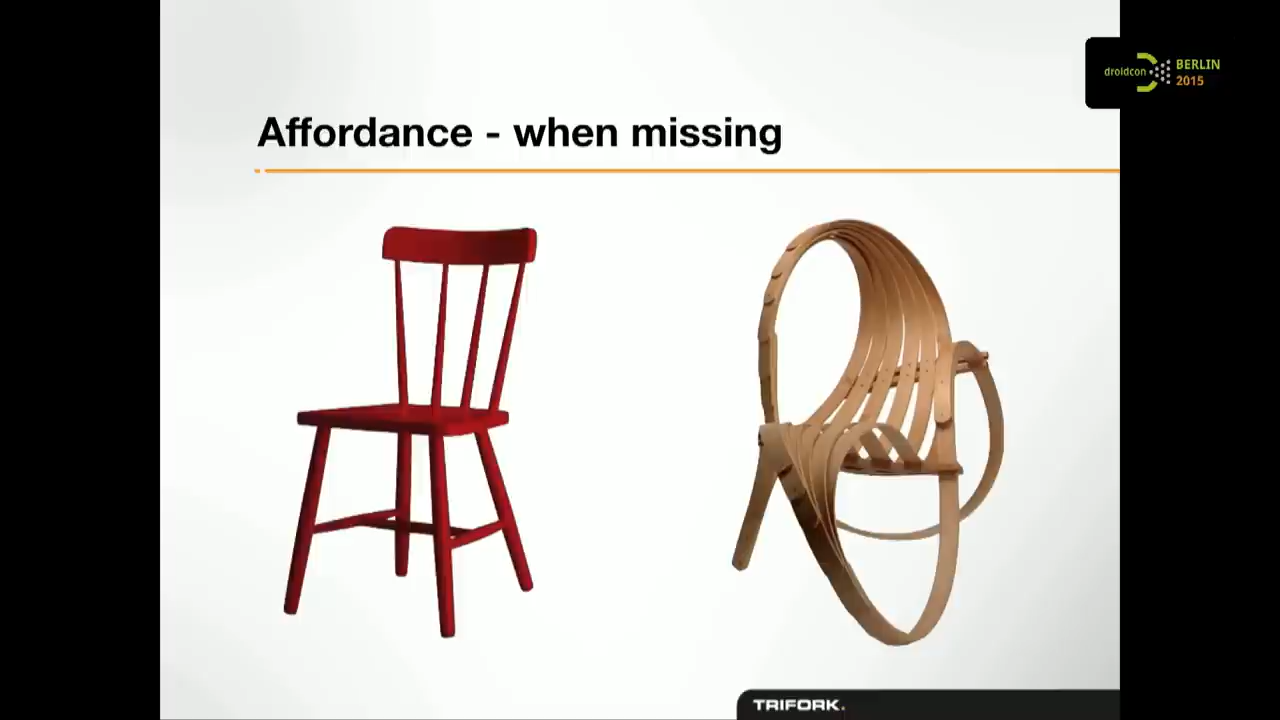 droidcon
BERLIN
2015
Affordance - when missing
TRIFORK.